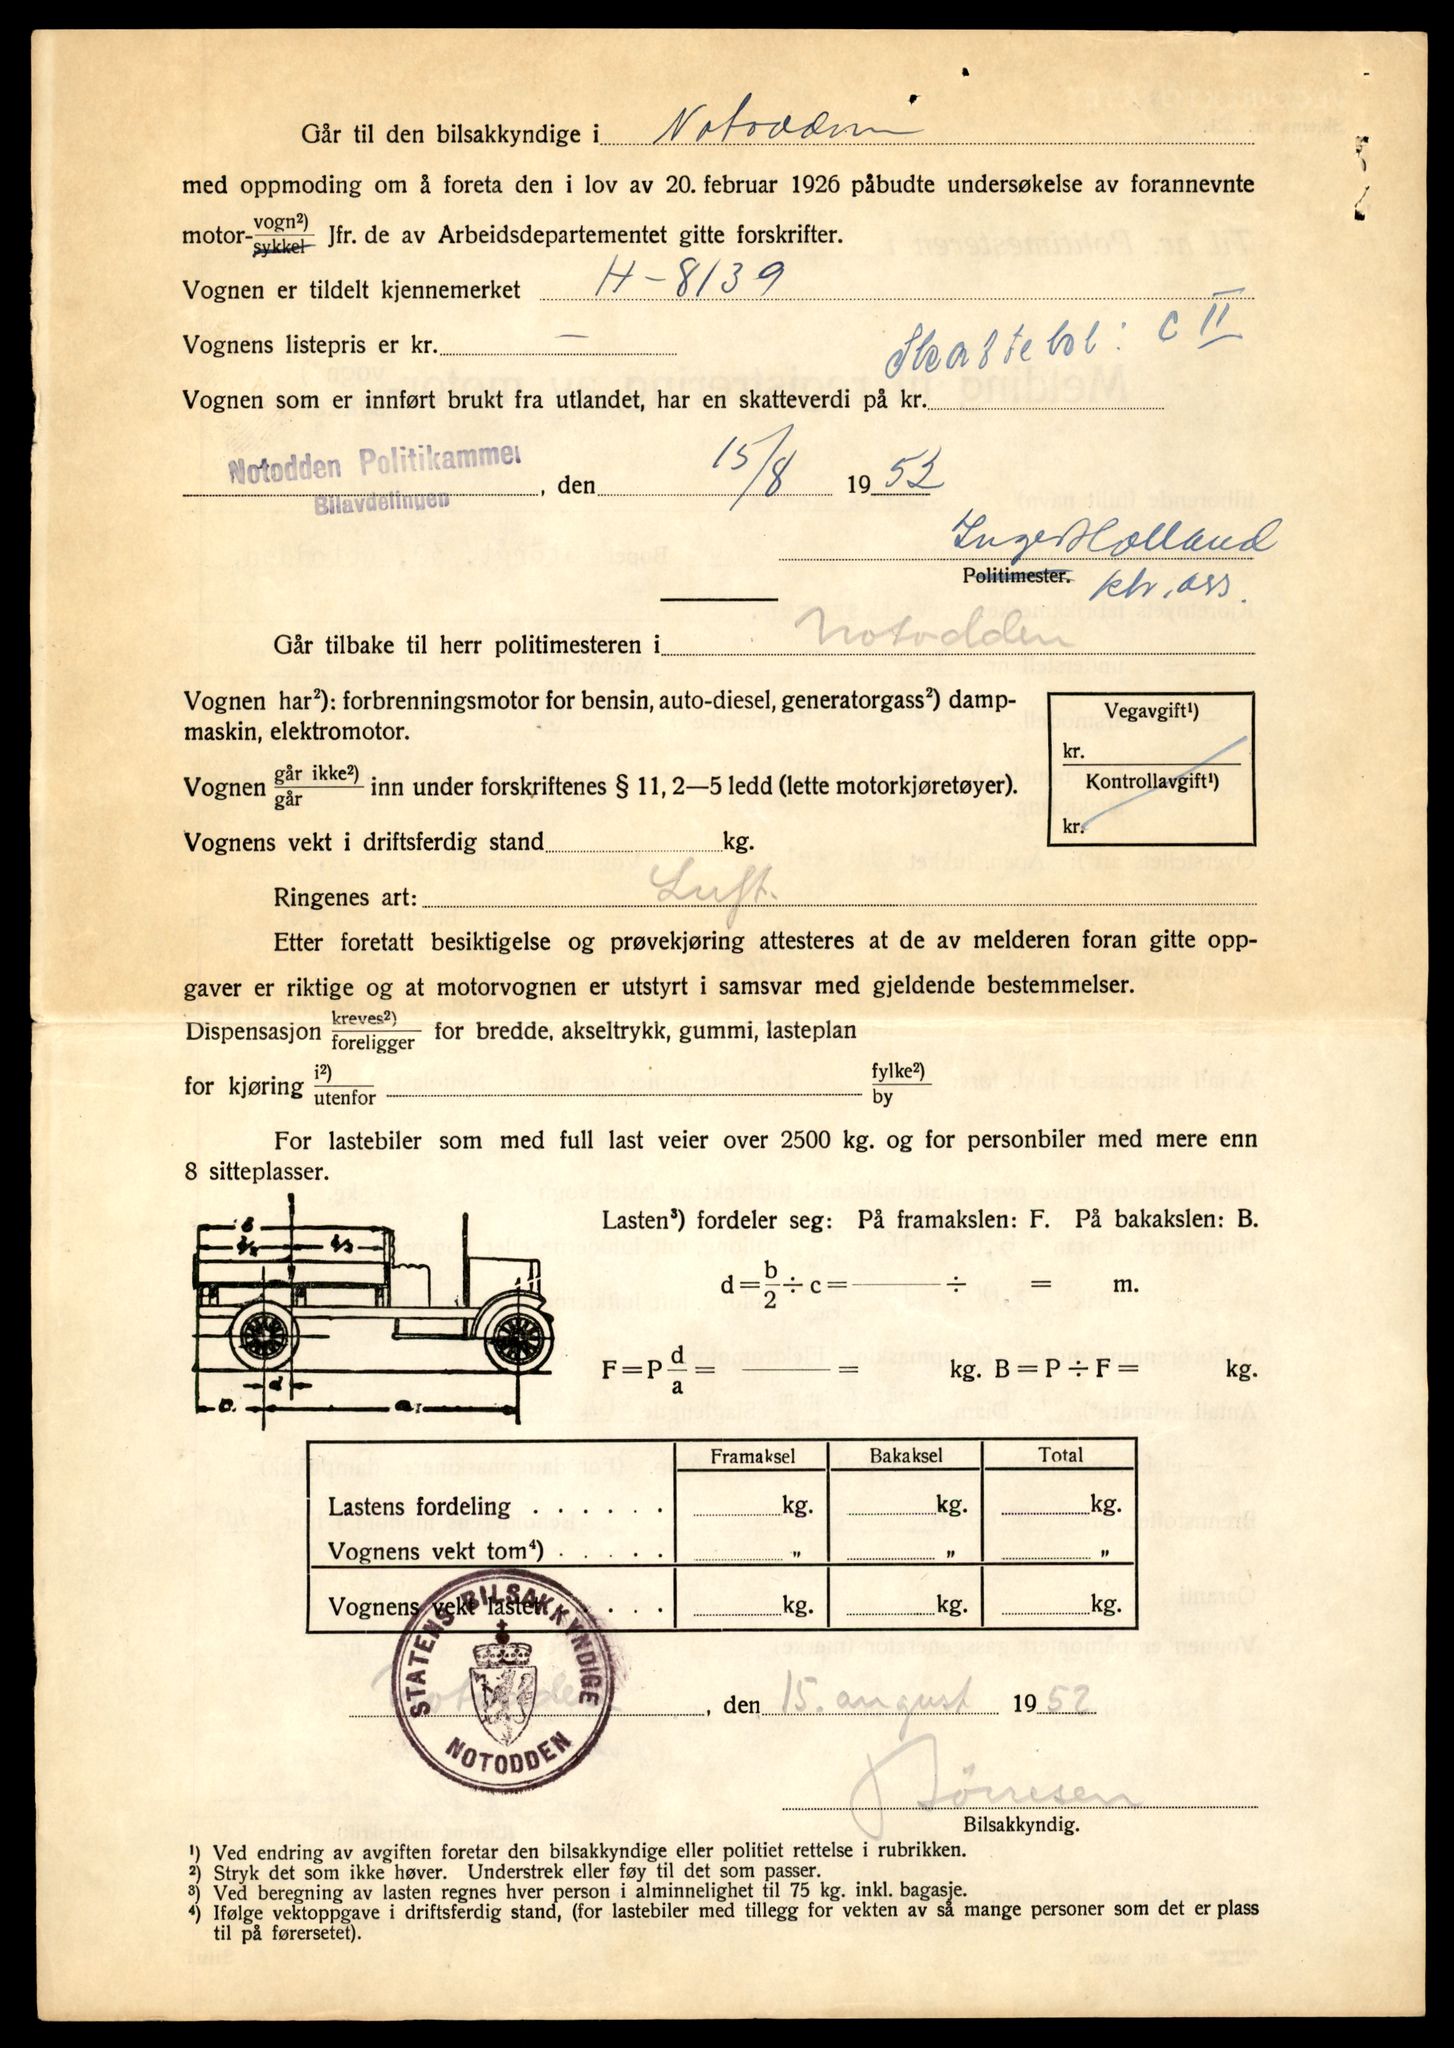 Går til den bilsakkyndige i Notodden
med oppmoding om å foreta den i lov av 20. februar 1926 påbudte undersøkelse av forannevnte
motor- vogn²) sykkel Jfr. de av Arbeidsdepartementet gitte forskrifter.
Vognen er tildelt kjennemerket H-8139
Vognens listepris er kr. —
C II
Vognen som er innført brukt fra utlandet, har en skatteverdi på kr.
Notodden Politikammer
Bilavdelingen
, den 15/8 1952
Inger Holland
Politimester. ktr. ass.
Går tilbake til herr politimesteren i Notodden
Vognen har²): forbrenningsmotor for bensin, auto-diesel, generatorgass²) damp-
maskin, elektromotor.
Vegavgift¹)
kr.
Kontrollavgift¹)
kr.
Vognen går ikke²) går inn under forskriftenes § 11, 2—5 ledd (lette motorkjøretøyer).
Vognens vekt i driftsferdig stand kg.
Ringenes art: Luft.
Etter foretatt besiktigelse og prøvekjøring attesteres at de av melderen foran gitte opp-
gaver er riktige og at motorvognen er utstyrt i samsvar med gjeldende bestemmelser.
Dispensasjon kreves²) foreligger for bredde, akseltrykk, gummi, lasteplan
for kjøring i²) utenfor fylke²) by
For lastebiler som med full last veier over 2500 kg. og for personbiler med mere enn
8 sitteplasser.
Lasten³) fordeler seg: På framakslen: F. På bakakslen: B.
d = b/2 ÷ c = ——— ÷ = m.
F = P d/a = ——— = kg. B = P ÷ F = kg.
Framaksel Bakaksel Total
Lastens fordeling . . . . . . kg. kg. kg.
Vognens vekt tom⁴) . . . . . „ „ „
Vognens vekt lastet . . . . kg. kg. kg.
STATENS BILSAKKYNDIGE
NOTODDEN
Notodden, den 15. august 1952
Børresen
Bilsakkyndig.
¹) Ved endring av avgiften foretar den bilsakkyndige eller politiet rettelse i rubrikken.
²) Stryk det som ikke høver. Understrek eller føy til det som passer.
³) Ved beregning av lasten regnes hver person i alminnelighet til 75 kg. inkl. bagasje.
⁴) Ifølge vektoppgave i driftsferdig stand, (for lastebiler med tillegg for vekten av så mange personer som det er plass
til på førersetet).